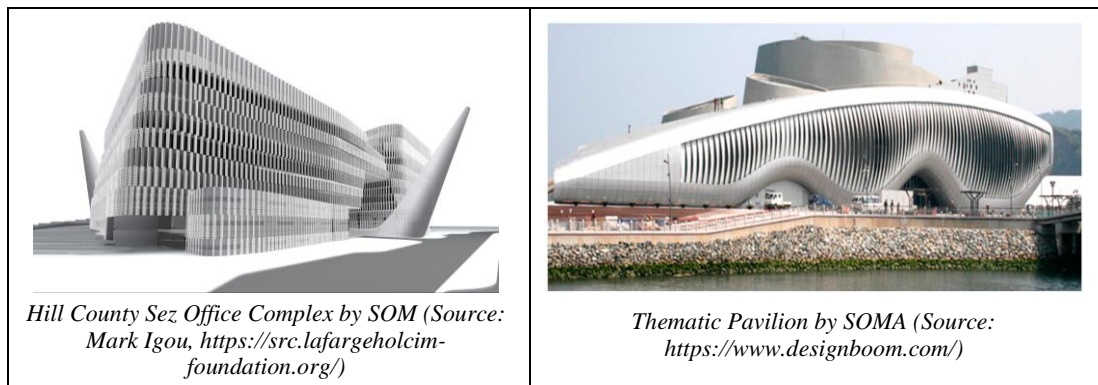 Hill County Sez Office Complex by SOM (Source:
Mark Igou, https://src.lafargeholcim-
foundation.org/)
Thematic Pavilion by SOMA (Source:
https://www.designboom.com/)